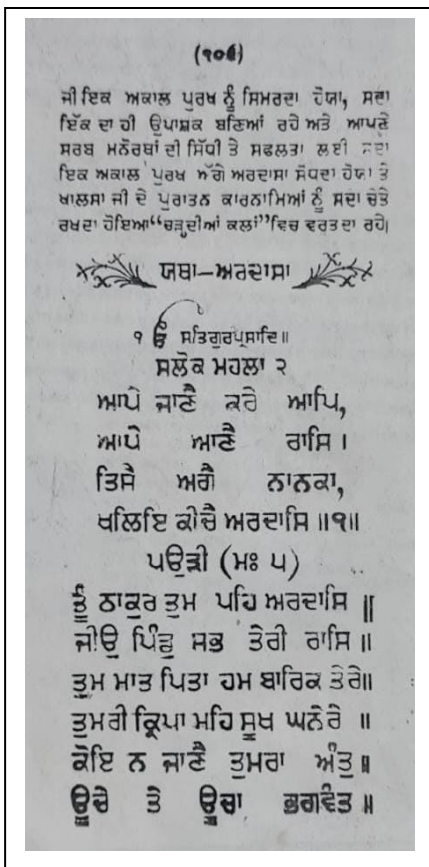 (੧੦੬)
ਜੀ ਇਕ ਅਕਾਲ ਪੁਰਖ ਨੂੰ ਸਿਮਰਦਾ ਹੋਯਾ, ਸਦਾ
ਇੱਕ ਦਾ ਹੀ ਉਪਾਸ਼ਕ ਬਣਿਆਂ ਰਹੇ ਅਤੇ ਆਪਣੇ
ਸਰਬ ਮਨੋਰਥਾਂ ਦੀ ਸਿੱਧੀ ਤੇ ਸਫਲਤਾ ਲਈ ਸਦਾ
ਇਕ ਅਕਾਲ ਪੁਰਖ ਅੱਗੇ ਅਰਦਾਸਾ ਸੋਧਦਾ ਹੋਯਾ ਤੇ
ਖਾਲਸਾ ਜੀ ਦੇ ਪੁਰਾਤਨ ਕਾਰਨਾਮਿਆਂ ਨੂੰ ਸਦਾ ਚੇਤੇ
ਰਖਦਾ ਹੋਇਆ“ਚੜ੍ਹਦੀਆਂ ਕਲਾਂ”ਵਿਚ ਵਰਤਦਾ ਰਹੇ।
ਯਥਾ—ਅਰਦਾਸਾ
੧ ੴ ਸਤਿਗੁਰਪ੍ਰਸਾਦਿ॥
ਸਲੋਕ ਮਹਲਾ ੨
ਆਪੇ ਜਾਣੈ ਕਰੇ ਆਪਿ,
ਆਪੇ ਆਣੈ ਰਾਸਿ ।
ਤਿਸੈ ਅਗੈ ਨਾਨਕਾ,
ਖਲਿਇ ਕੀਚੈ ਅਰਦਾਸਿ ॥੧॥
ਪਉੜੀ (ਮਃ ੫)
ਤੂੰ ਠਾਕੁਰ ਤੁਮ ਪਹਿ ਅਰਦਾਸਿ ॥
ਜੀਉ ਪਿੰਡੁ ਸਭ ਤੇਰੀ ਰਾਸਿ ॥
ਤੁਮ ਮਾਤ ਪਿਤਾ ਹਮ ਬਾਰਿਕ ਤੇਰੇ॥
ਤੁਮਰੀ ਕ੍ਰਿਪਾ ਮਹਿ ਸੂਖ ਘਨੇਰੇ ॥
ਕੋਇ ਨ ਜਾਣੈ ਤੁਮਰਾ ਅੰਤੁ॥
ਊਚੇ ਤੇ ਊਚਾ ਭਗਵੰਤ ॥